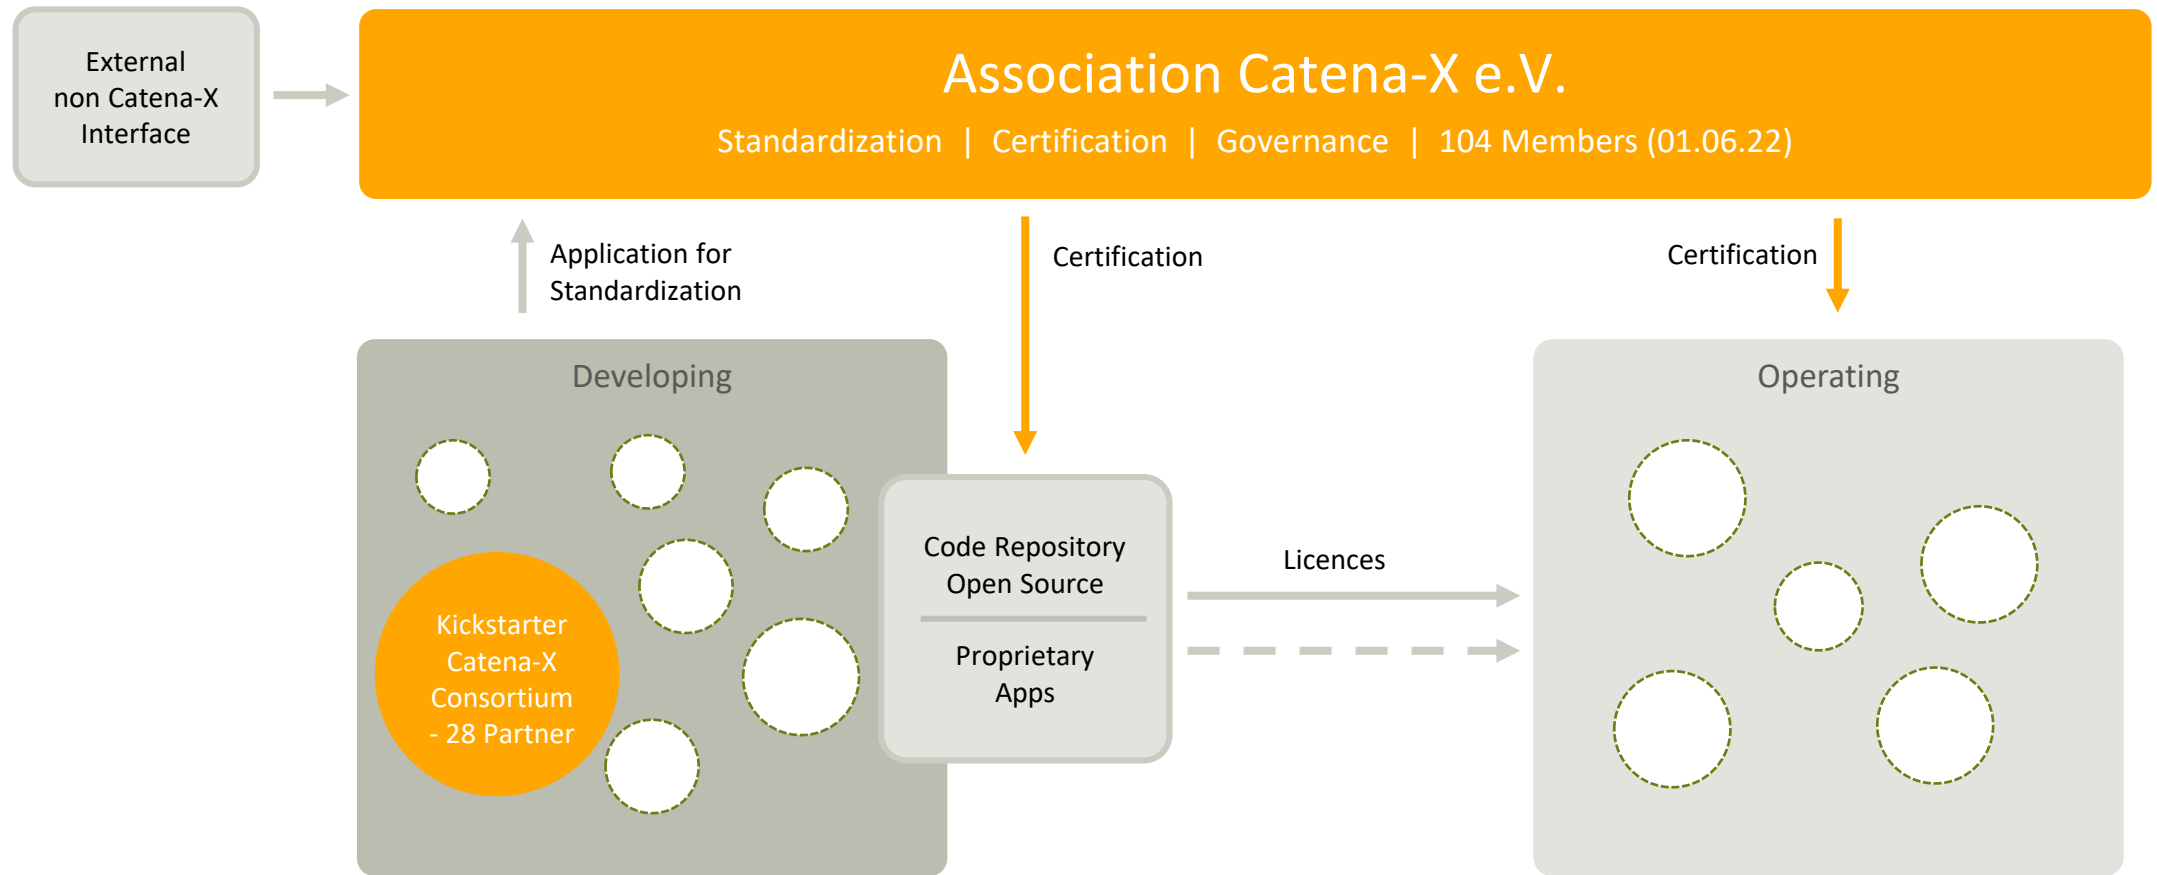 External
non Catena-X
Interface
Association Catena-X e.V.
Standardization | Certification | Governance | 104 Members (01.06.22)
Application for
Standardization
Certification
Certification
Developing
Operating
Kickstarter
Catena-X
Consortium
- 28 Partner
Code Repository
Open Source
Proprietary
Apps
Licences